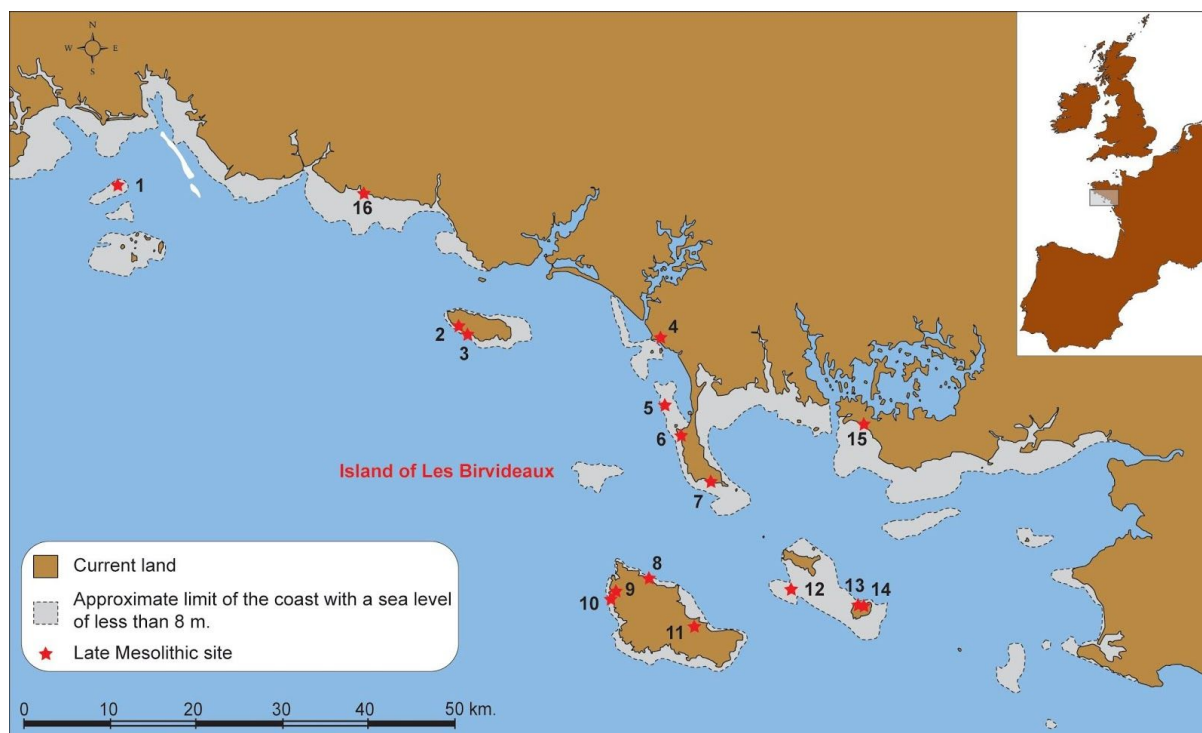 N
W E
S
1
16
2
3
4
5
6
15
Island of Les Birvideaux
7
8
9
10
11
12
13 14
Current land
Approximate limit of the coast with a sea level
of less than 8 m.
Late Mesolithic site
0 10 20 30 40 50 km.